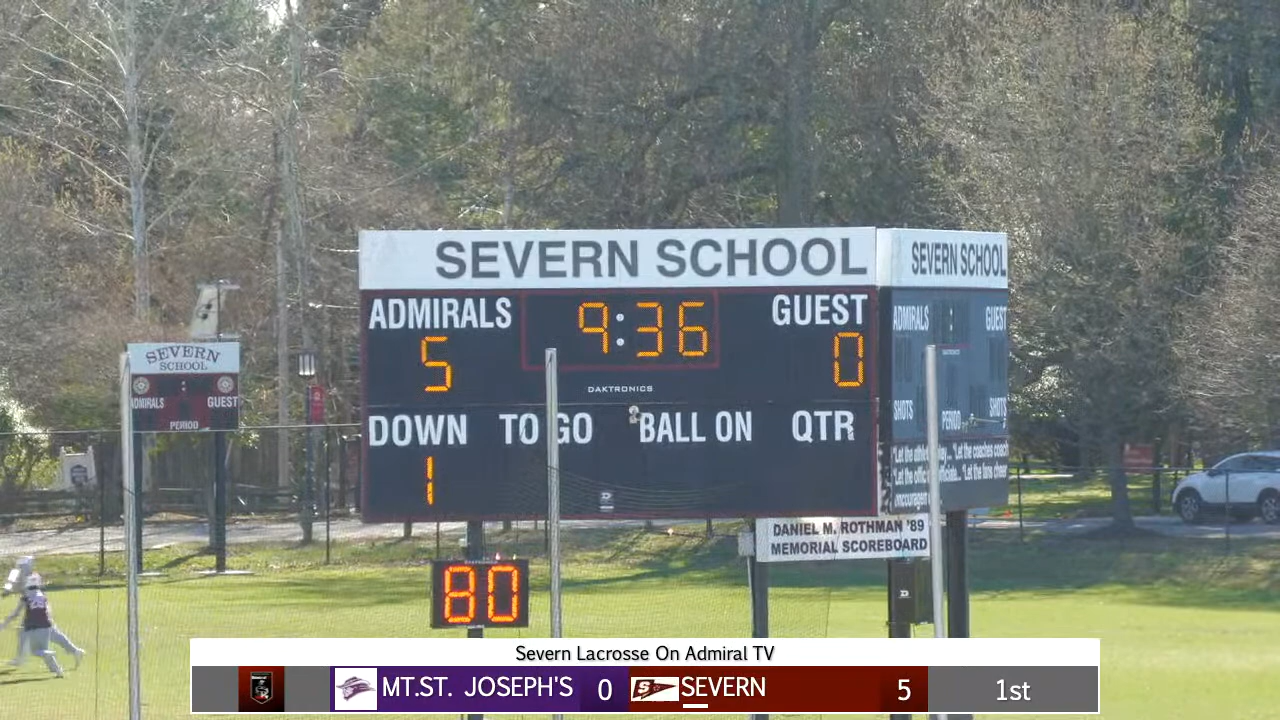 SEVERN SCHOOL
ADMIRALS 9:36 GUEST
5 0
DAKTRONICS
DOWN TO GO BALL ON QTR
1
SEVERN SCHOOL
ADMIRALS : GUEST
SHOTS PERIOD SHOTS
SEVERN
SCHOOL
ADMIRALS GUEST
PERIOD
DANIEL M. ROTHMAN '89
MEMORIAL SCOREBOARD
80
Severn Lacrosse On Admiral TV
MT.ST. JOSEPH'S 0 SEVERN 5 1st